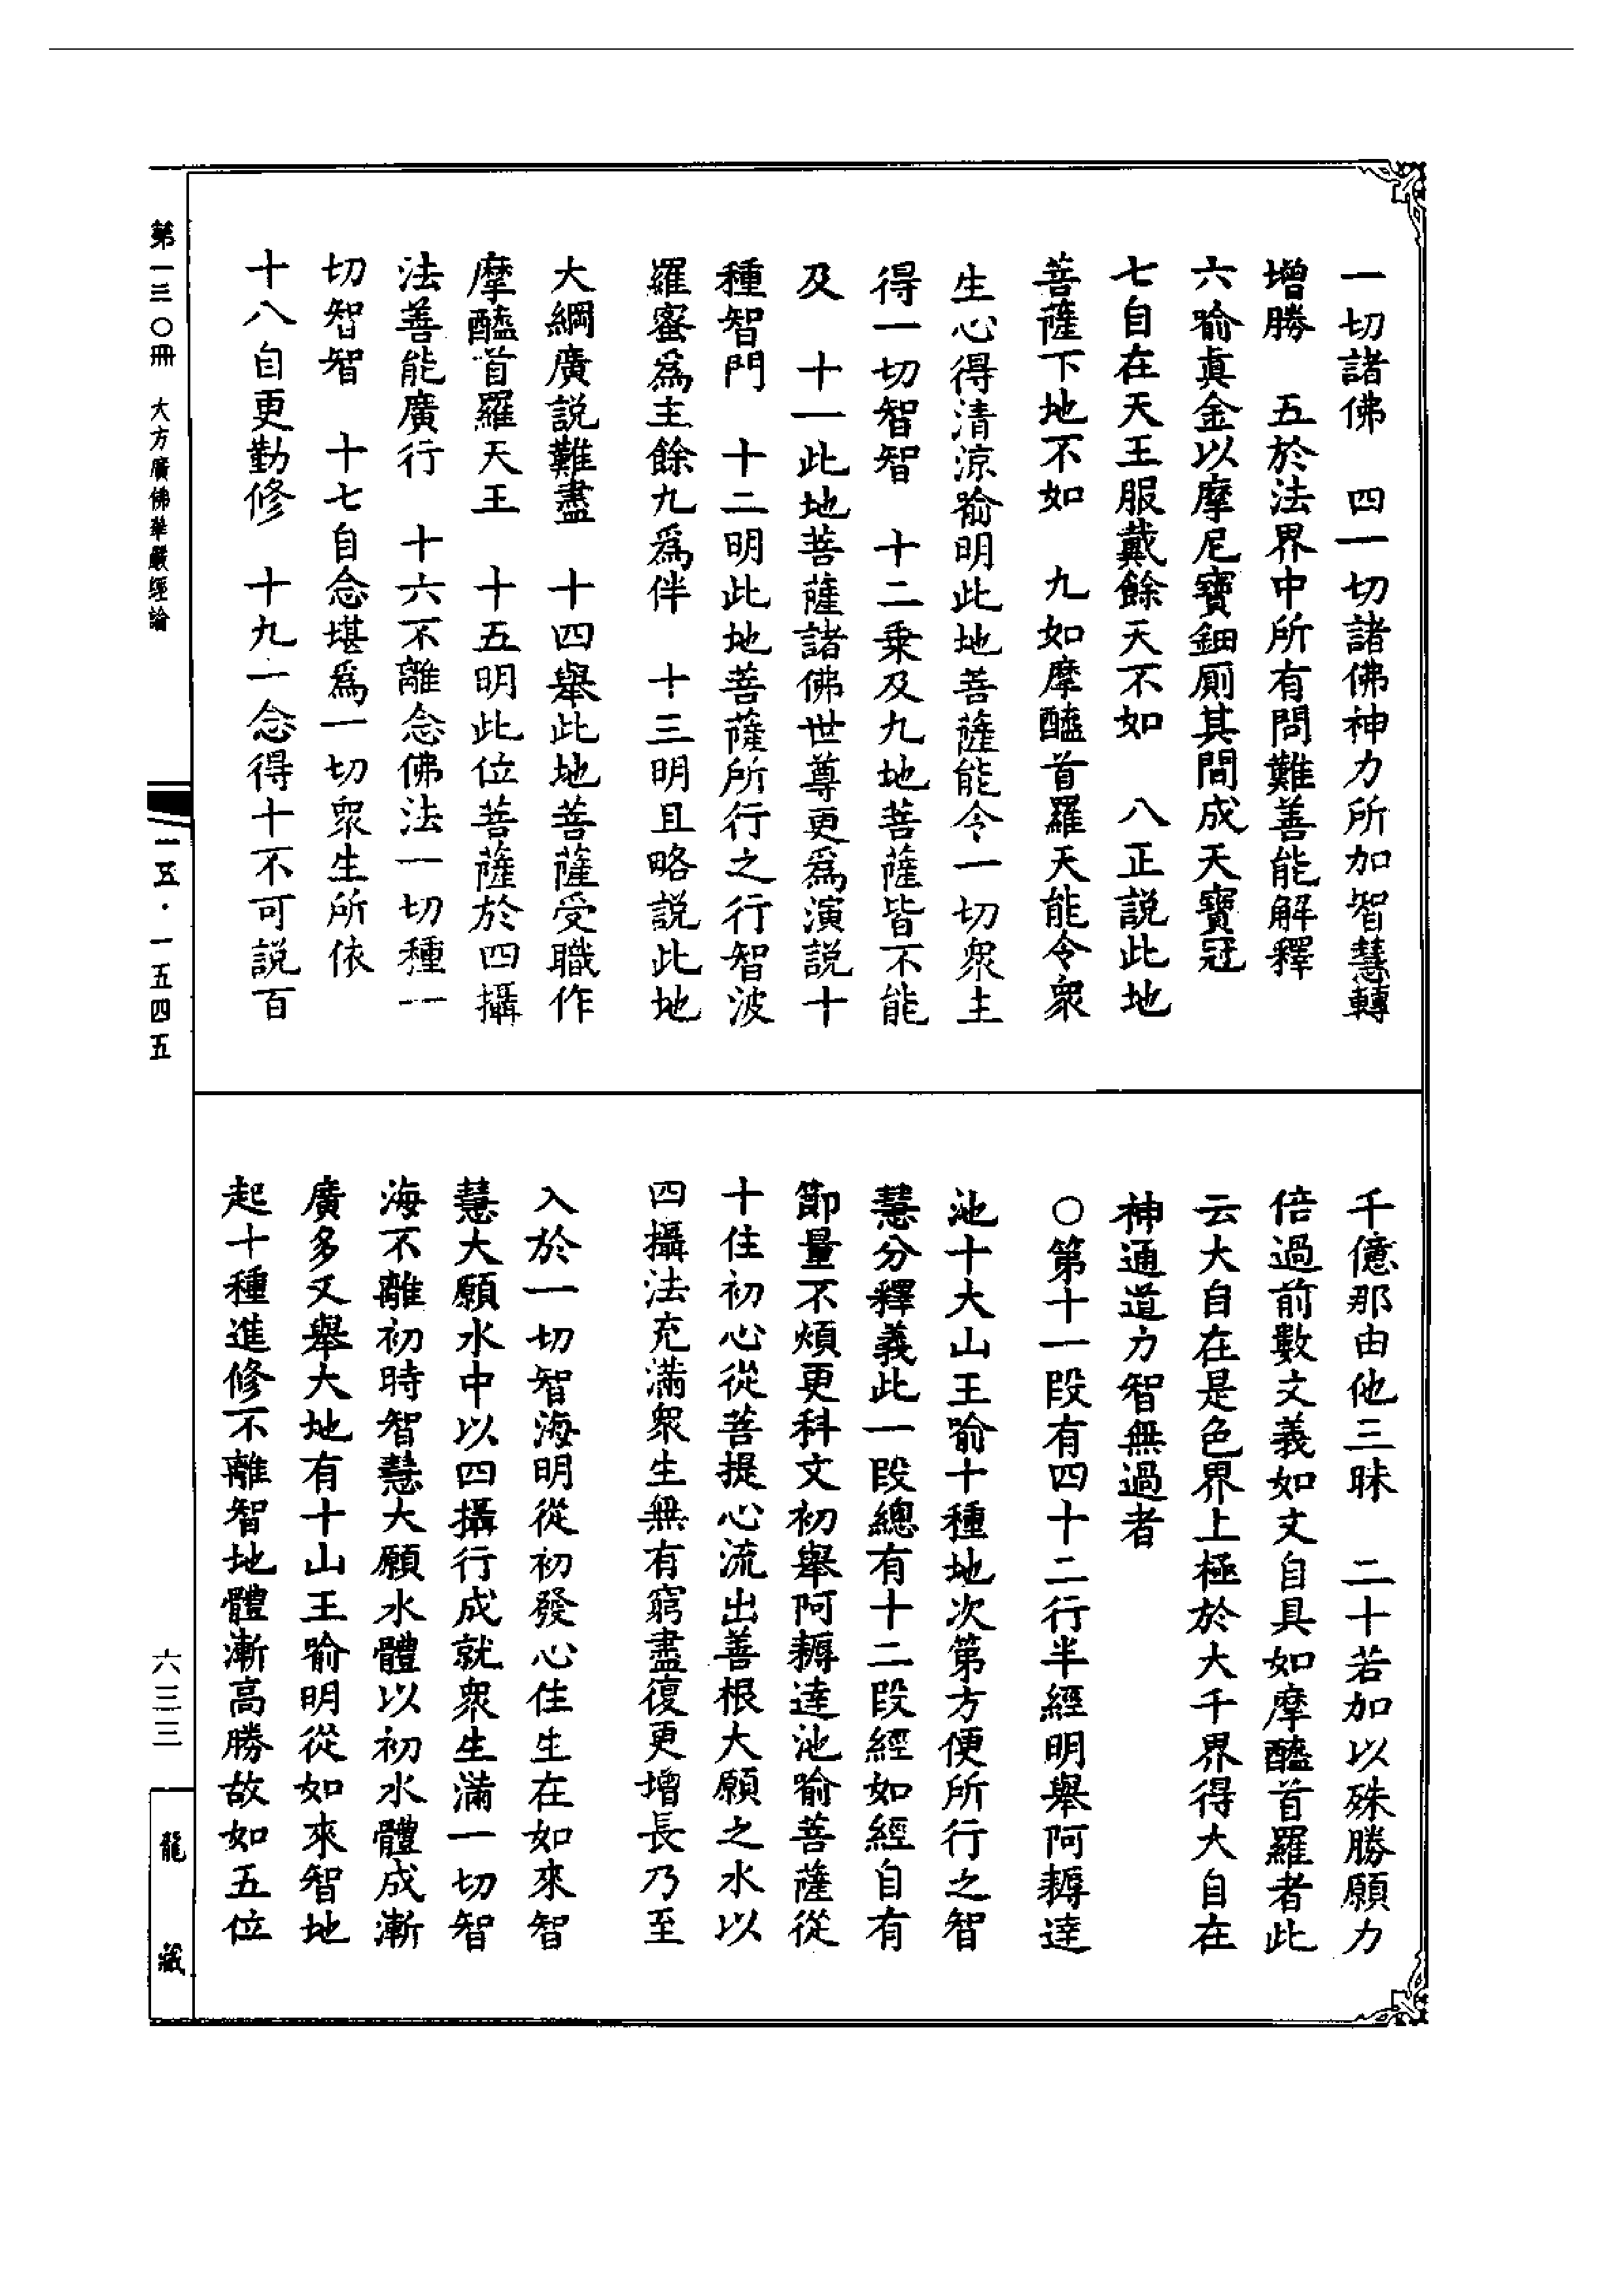 一切諸佛　四一切諸佛神力所加智慧轉
增勝　五於法界中所有問難善能解釋
六喻真金以摩尼寶鈿厠其間成天寶冠
七自在天王服戴餘天不如　八正説此地
菩薩下地不如　九如摩醯首羅天能令衆
生心得清涼喻明此地菩薩能令一切衆生
得一切智智　十二乗及九地菩薩皆不能
及　十一此地菩薩諸佛世尊更爲演説十
種智門　十二明此地菩薩所行之行智波
羅蜜爲主餘九爲伴　十三明且略説此地
大綱廣説難盡　十四舉此地菩薩受職作
摩醯首羅天王　十五明此位菩薩於四攝
法善能廣行　十六不離念佛法一切種一
切智智　十七自念堪爲一切衆生所依
十八自更勤修　十九一念得十不可説百
千億那由他三昧　二十若加以殊勝願力
倍過前數文義如文自具如摩醯首羅者此
云大自在是色界上極於大千界得大自在
神通道力智無過者
○第十一段有四十二行半經明舉阿耨達
池十大山王喻十種地次第方便所行之智
慧分釋義此一段總有十二段經如經自有
節量不煩更科文初舉阿耨達池喻菩薩從
十住初心從菩提心流出善根大願之水以
四攝法充滿衆生無有窮盡復更增長乃至
入於一切智海明從初發心住生在如來智
慧大願水中以四攝行成就衆生滿一切智
海不離初時智慧大願水體以初水體成漸
廣多又舉大地有十山王喻明從如來智地
起十種進修不離智地體漸高勝故如五位
第一三○冊　大方廣佛華嚴經論
一五・一五四五
六三三
龍藏